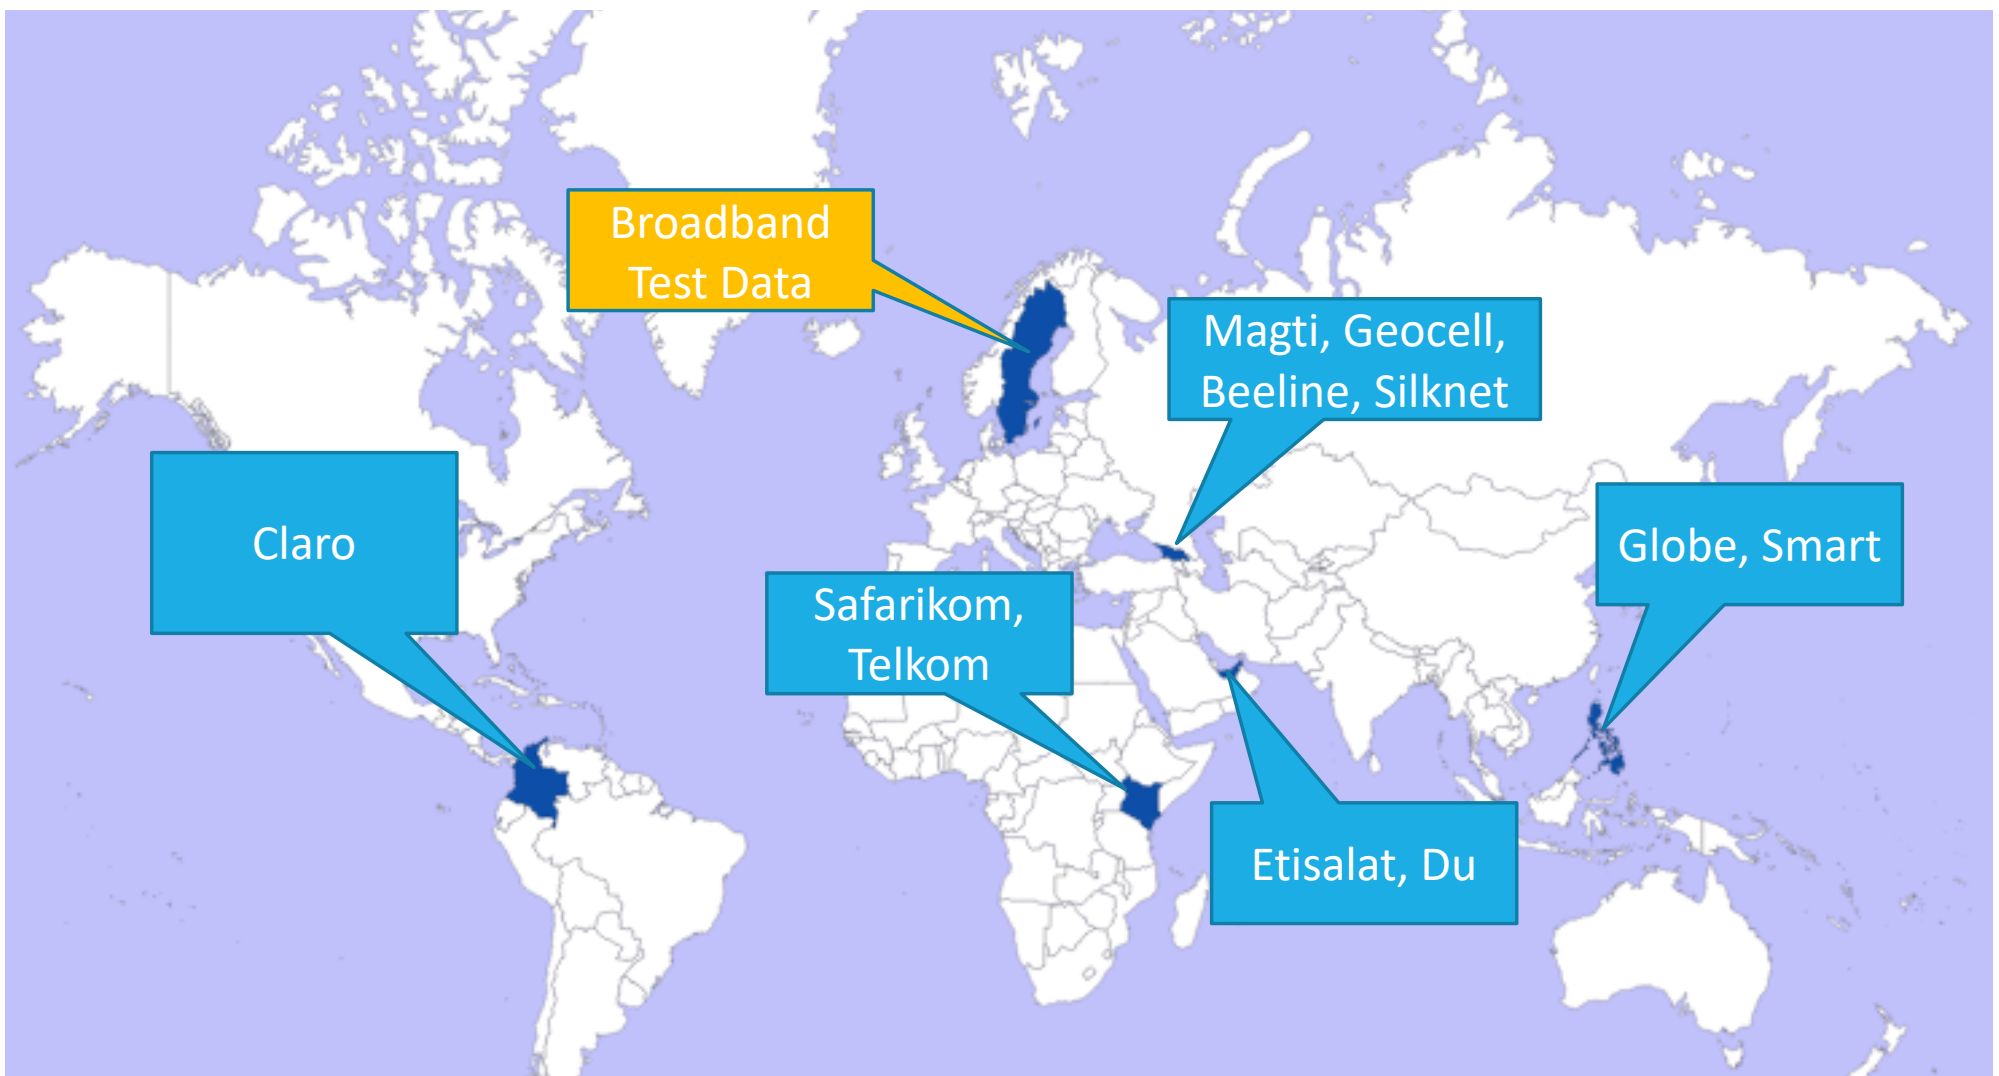 Broadband
Test Data
Magti, Geocell,
Beeline, Silknet
Claro
Globe, Smart
Safarikom,
Telkom
Etisalat, Du